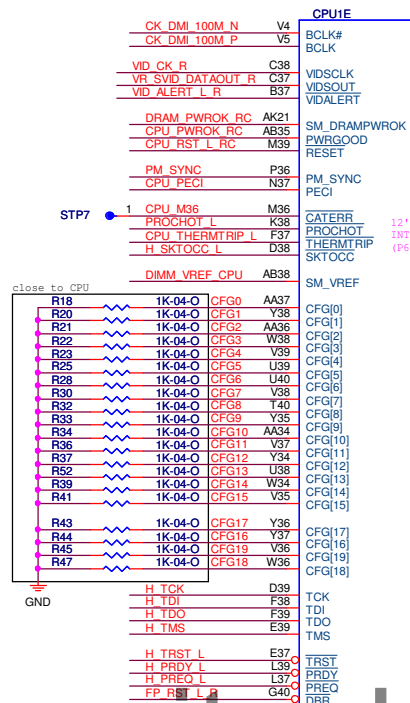 CPU1E
CK_DMI_100M_N V4 BCLK#
CK_DMI_100M_P V5 BCLK
VID_CK_R C38 VIDSCLK
VR_SVID_DATAOUT_R C37 VIDSOUT
VID_ALERT_L_R B37 VIDALERT
DRAM_PWROK_RC AK21 SM_DRAMPWROK
CPU_PWROK_RC AB35 PWRGOOD
CPU_RST_L_RC M39 RESET
PM_SYNC P36 PM_SYNC
CPU_PECI N37 PECI
STP7 1 CPU_M36 M36 CATERR
PROCHOT_L K38 PROCHOT
CPU_THERMTRIP_L F37 THERMTRIP
H_SKTOCC_L D38 SKTOCC
12'
INT
(P6
DIMM_VREF_CPU AB38 SM_VREF
close to CPU
R18 1K-04-O CFG0 AA37 CFG[0]
R20 1K-04-O CFG1 Y38 CFG[1]
R21 1K-04-O CFG2 AA36 CFG[2]
R22 1K-04-O CFG3 W38 CFG[3]
R23 1K-04-O CFG4 V39 CFG[4]
R25 1K-04-O CFG5 U39 CFG[5]
R28 1K-04-O CFG6 U40 CFG[6]
R30 1K-04-O CFG7 V38 CFG[7]
R32 1K-04-O CFG8 T40 CFG[8]
R33 1K-04-O CFG9 Y35 CFG[9]
R34 1K-04-O CFG10 AA34 CFG[10]
R36 1K-04-O CFG11 V37 CFG[11]
R37 1K-04-O CFG12 Y34 CFG[12]
R52 1K-04-O CFG13 U38 CFG[13]
R39 1K-04-O CFG14 W34 CFG[14]
R41 1K-04-O CFG15 V35 CFG[15]
R43 1K-04-O CFG17 Y36 CFG[17]
R44 1K-04-O CFG16 Y37 CFG[16]
R45 1K-04-O CFG19 V36 CFG[19]
R47 1K-04-O CFG18 W36 CFG[18]
GND
H_TCK D39 TCK
H_TDI F38 TDI
H_TDO F39 TDO
H_TMS E39 TMS
H_TRST_L E37 TRST
H_PRDY_L L39 PRDY
H_PREQ_L L37 PREQ
FP_RST_L_R G40 DBR